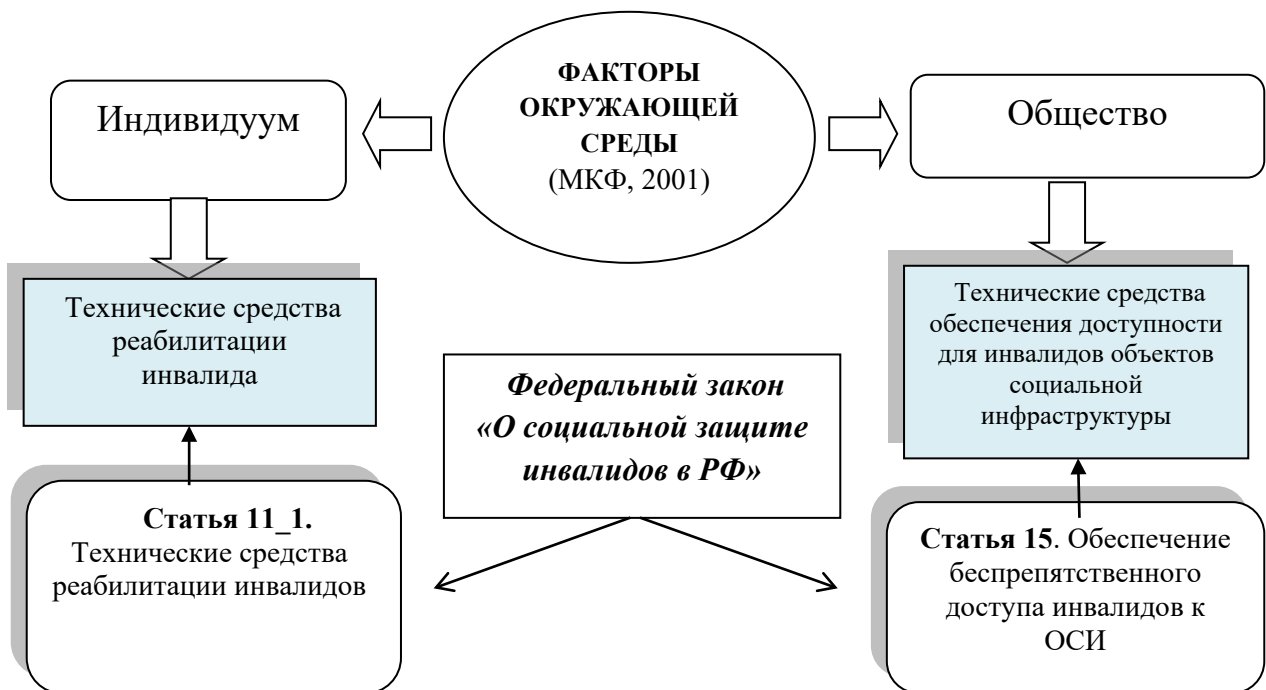 ФАКТОРЫ
ОКРУЖАЮЩЕЙ
СРЕДЫ
(МКФ, 2001)
Индивидуум
Общество
Технические средства
реабилитации
инвалида
Технические средства
обеспечения доступности
для инвалидов объектов
социальной
инфраструктуры
Федеральный закон
«О социальной защите
инвалидов в РФ»
Статья 11_1.
Технические средства
реабилитации инвалидов
Статья 15. Обеспечение
беспрепятственного
доступа инвалидов к
ОСИ